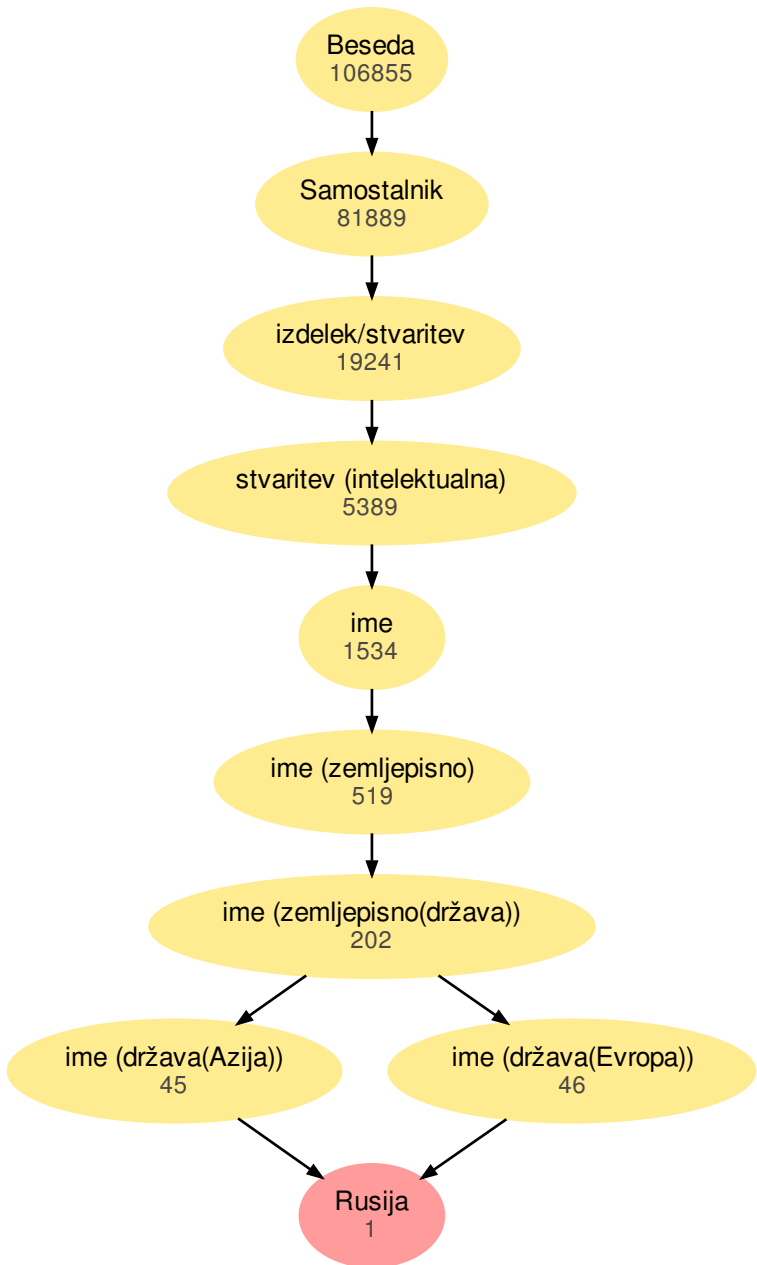 Beseda
106855
Samostalnik
81889
izdelek/stvaritev
19241
stvaritev (intelektualna)
5389
ime
1534
ime (zemljepisno)
519
ime (zemljepisno(država))
202
ime (država(Azija))
45
ime (država(Evropa))
46
Rusija
1